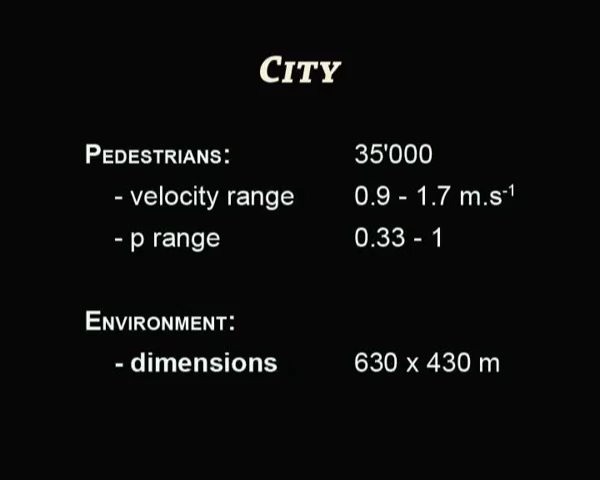 CITY
PEDESTRIANS: 35'000
- velocity range 0.9 - 1.7 m.s⁻¹
- p range 0.33 - 1
ENVIRONMENT:
- dimensions 630 x 430 m